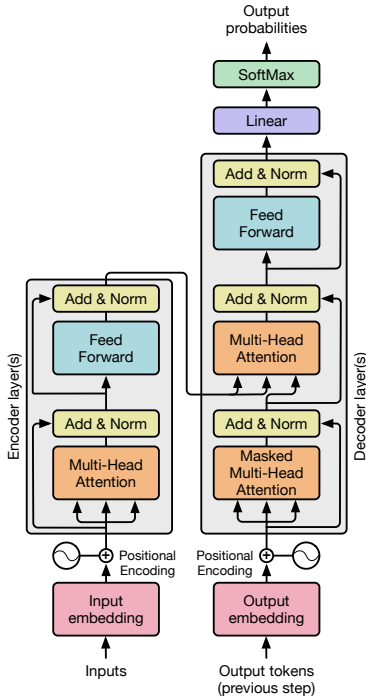 Output
probabilities
SoftMax
Linear
Add & Norm
Feed
Forward
Add & Norm
Multi-Head
Attention
Add & Norm
Masked
Multi-Head
Attention
Decoder layer(s)
Positional
Encoding
Output
embedding
Output tokens
(previous step)
Encoder layer(s)
Add & Norm
Feed
Forward
Add & Norm
Multi-Head
Attention
Positional
Encoding
Input
embedding
Inputs